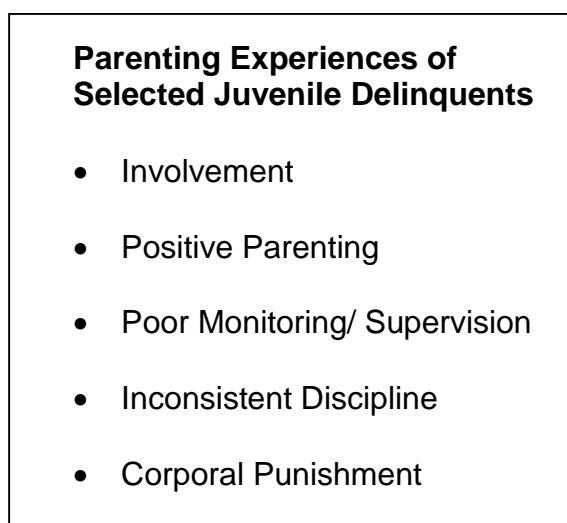 Parenting Experiences of
Selected Juvenile Delinquents
• Involvement
• Positive Parenting
• Poor Monitoring/ Supervision
• Inconsistent Discipline
• Corporal Punishment